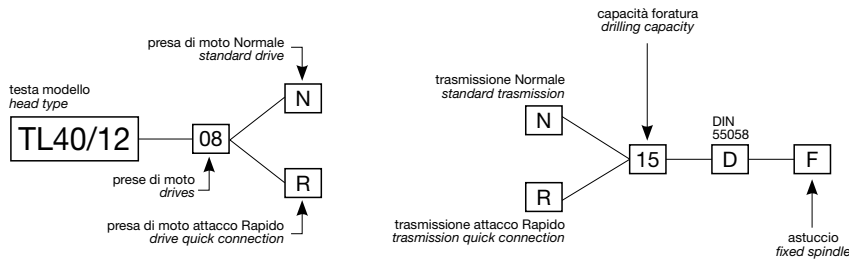 presa di moto Normale
standard drive
N
testa modello
head type
TL40/12
08
prese di moto
drives
R
presa di moto attacco Rapido
drive quick connection
capacità foratura
drilling capacity
trasmissione Normale
standard trasmission
N
15
DIN
55058
D
F
R
trasmissione attacco Rapido
trasmission quick connection
astuccio
fixed spindle